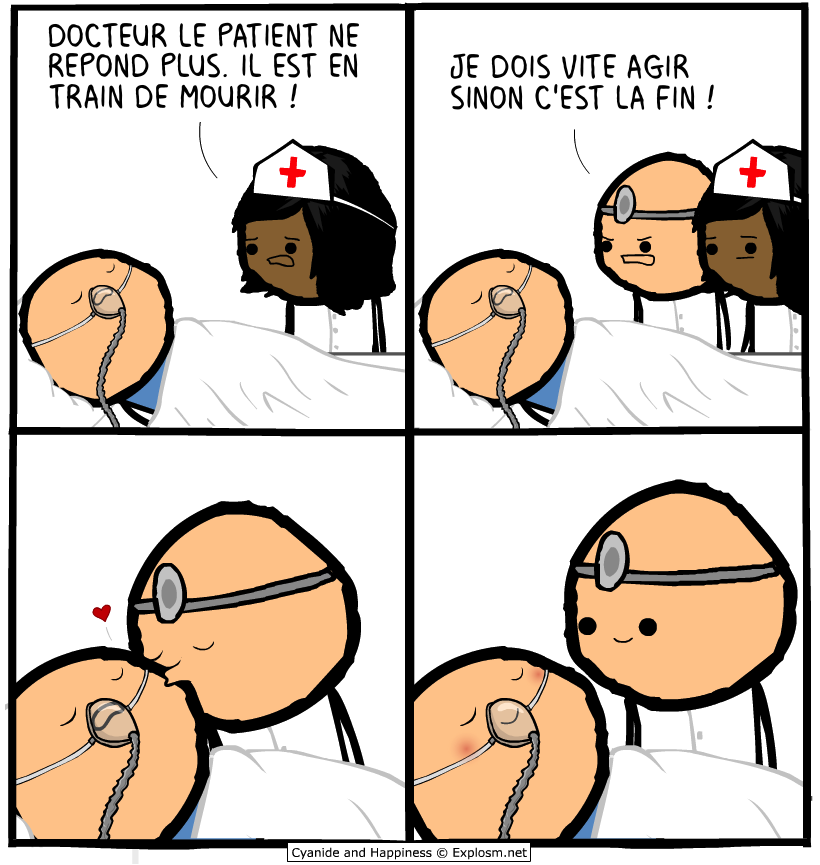 DOCTEUR LE PATIENT NE
REPOND PLUS. IL EST EN
TRAIN DE MOURIR !
JE DOIS VITE AGIR
SINON C'EST LA FIN !
Cyanide and Happiness © Explosm.net